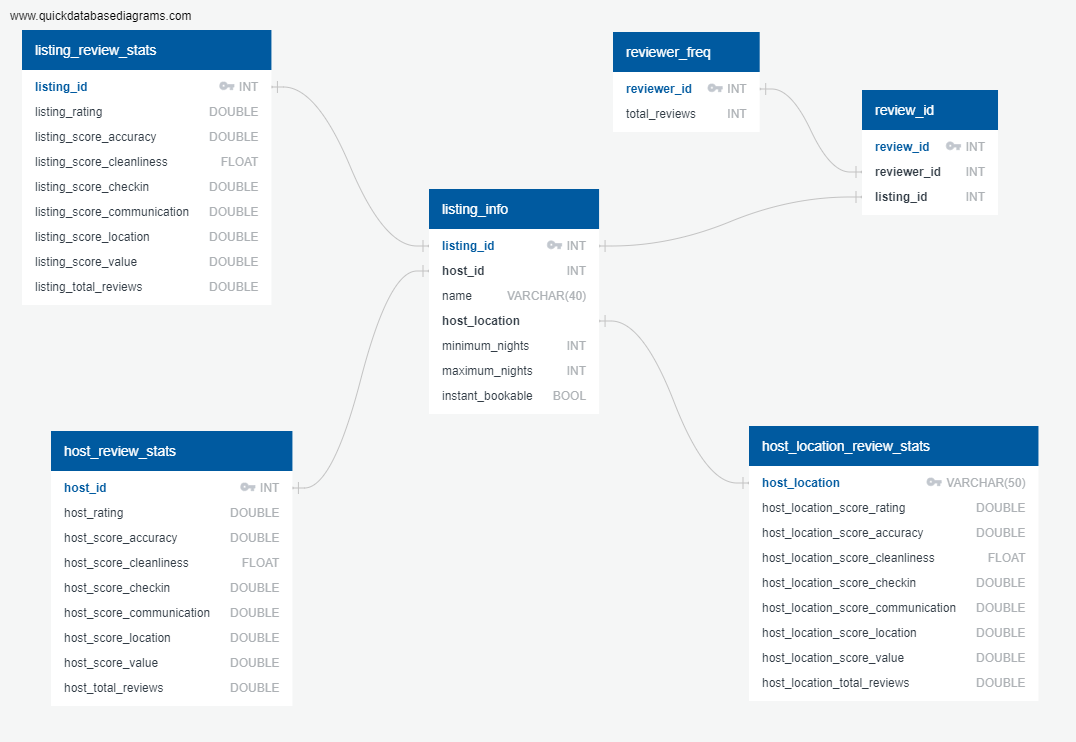 www.quickdatabasediagrams.com
listing_review_stats
listing_id INT
listing_rating DOUBLE
listing_score_accuracy DOUBLE
listing_score_cleanliness FLOAT
listing_score_checkin DOUBLE
listing_score_communication DOUBLE
listing_score_location DOUBLE
listing_score_value DOUBLE
listing_total_reviews DOUBLE
reviewer_freq
reviewer_id INT
total_reviews INT
review_id
review_id INT
reviewer_id INT
listing_id INT
listing_info
listing_id INT
host_id INT
name VARCHAR(40)
host_location
minimum_nights INT
maximum_nights INT
instant_bookable BOOL
host_review_stats
host_id INT
host_rating DOUBLE
host_score_accuracy DOUBLE
host_score_cleanliness FLOAT
host_score_checkin DOUBLE
host_score_communication DOUBLE
host_score_location DOUBLE
host_score_value DOUBLE
host_total_reviews DOUBLE
host_location_review_stats
host_location VARCHAR(50)
host_location_score_rating DOUBLE
host_location_score_accuracy DOUBLE
host_location_score_cleanliness FLOAT
host_location_score_checkin DOUBLE
host_location_score_communication DOUBLE
host_location_score_location DOUBLE
host_location_score_value DOUBLE
host_location_total_reviews DOUBLE